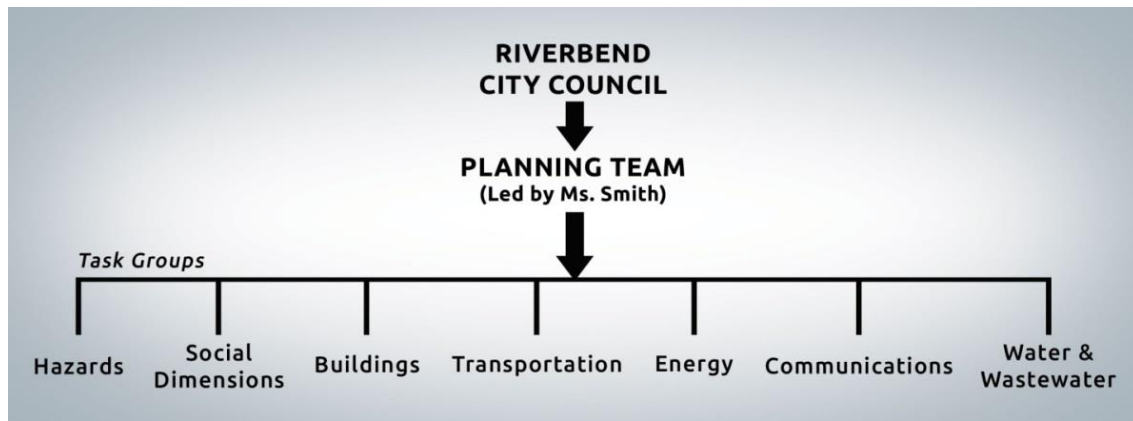 RIVERBEND
CITY COUNCIL
PLANNING TEAM
(Led by Ms. Smith)
Task Groups
Hazards
Social
Dimensions
Buildings
Transportation
Energy
Communications
Water &
Wastewater